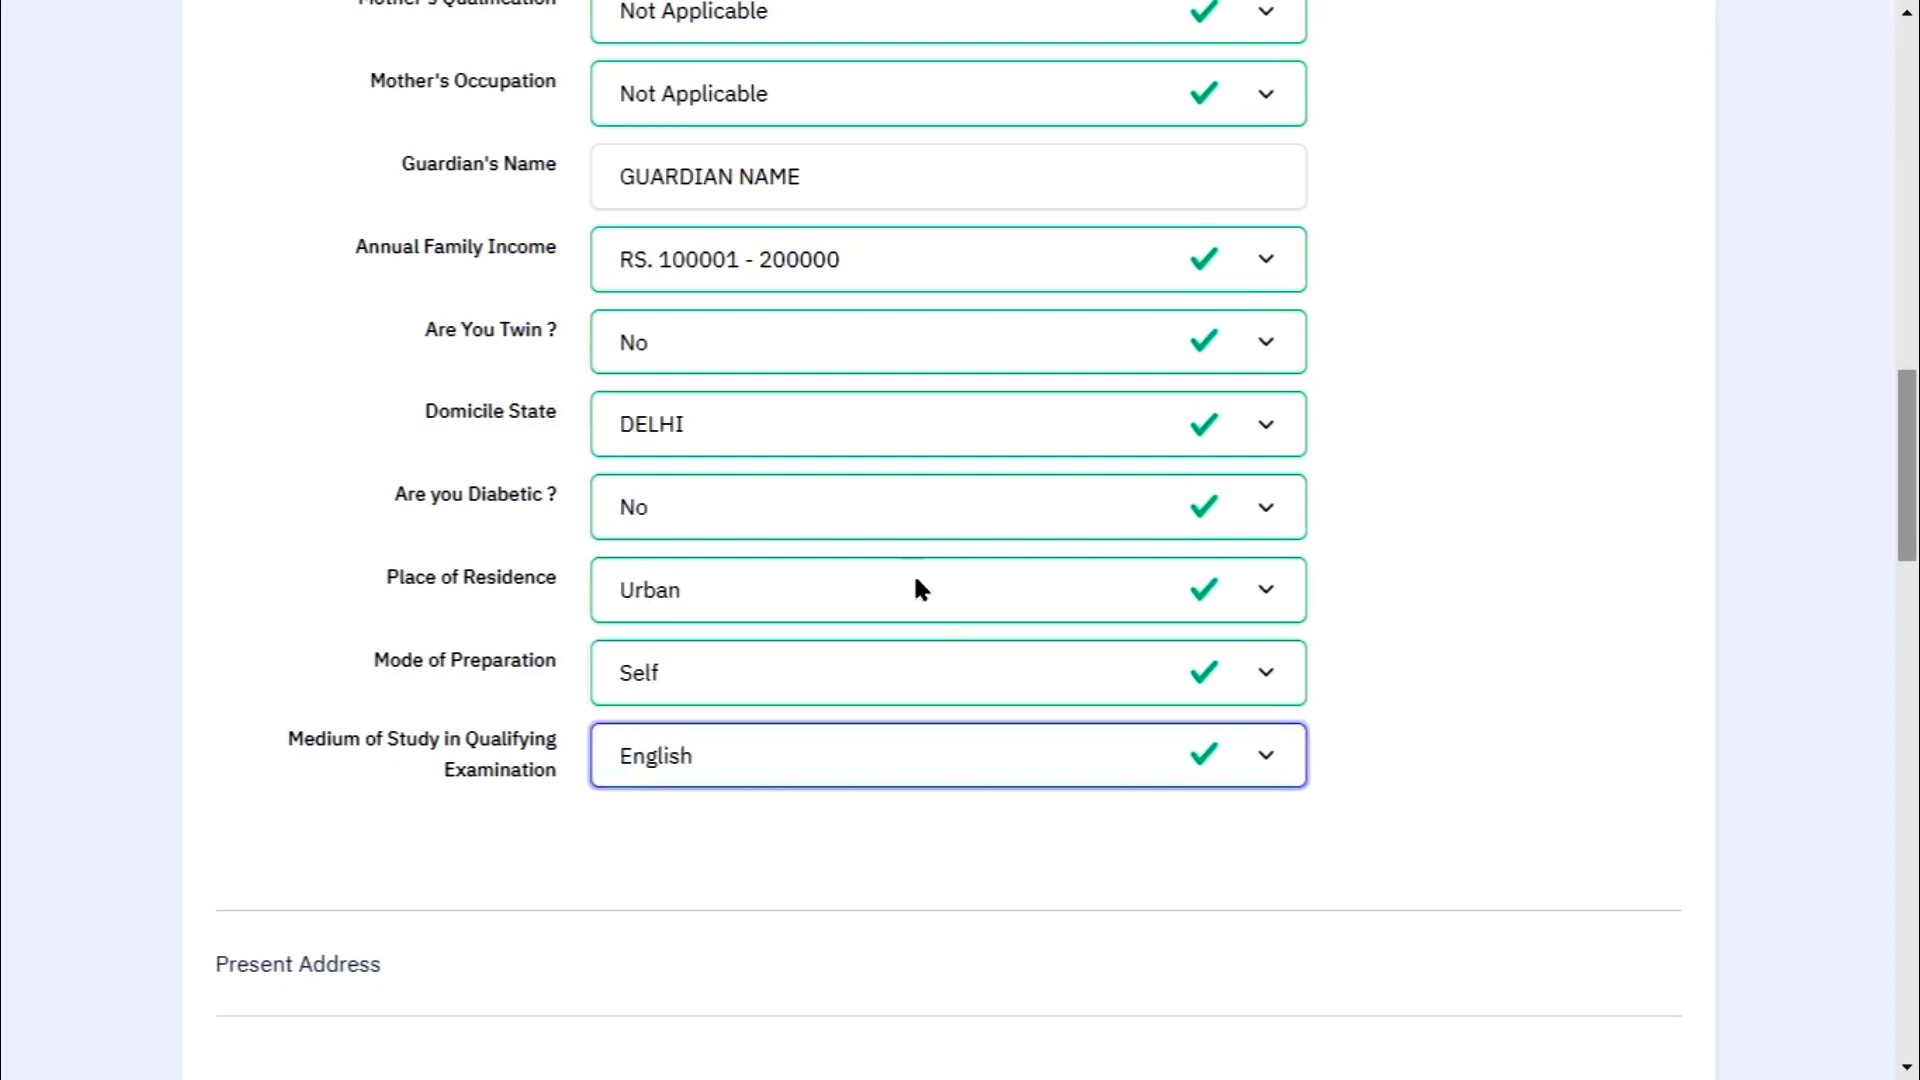 Mother's Qualification
Not Applicable
Mother's Occupation
Not Applicable
Guardian's Name
GUARDIAN NAME
Annual Family Income
RS. 100001 - 200000
Are You Twin ?
No
Domicile State
DELHI
Are you Diabetic ?
No
Place of Residence
Urban
Mode of Preparation
Self
Medium of Study in Qualifying
Examination
English
Present Address